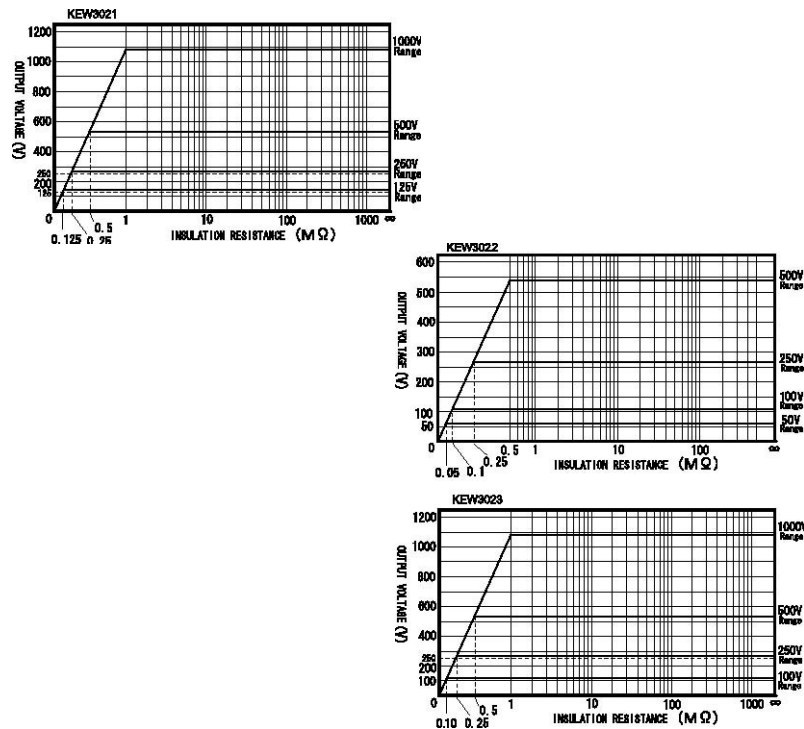 KEW3021
OUTPUT VOLTAGE (V)
1200
1000
800
600
400
250
200
125
0
1000V
Range
500V
Range
250V
Range
125V
Range
0.125
0.25
0.5
1
10
100
1000
∞
INSULATION RESISTANCE (MΩ)
KEW3022
OUTPUT VOLTAGE (V)
600
500
400
300
200
100
50
0
500V
Range
250V
Range
100V
Range
50V
Range
0.05
0.1
0.25
0.5
1
10
100
∞
INSULATION RESISTANCE (MΩ)
KEW3023
OUTPUT VOLTAGE (V)
1200
1000
800
600
400
250
200
100
0
1000V
Range
500V
Range
250V
Range
100V
Range
0.10
0.25
0.5
1
10
100
1000
∞
INSULATION RESISTANCE (MΩ)